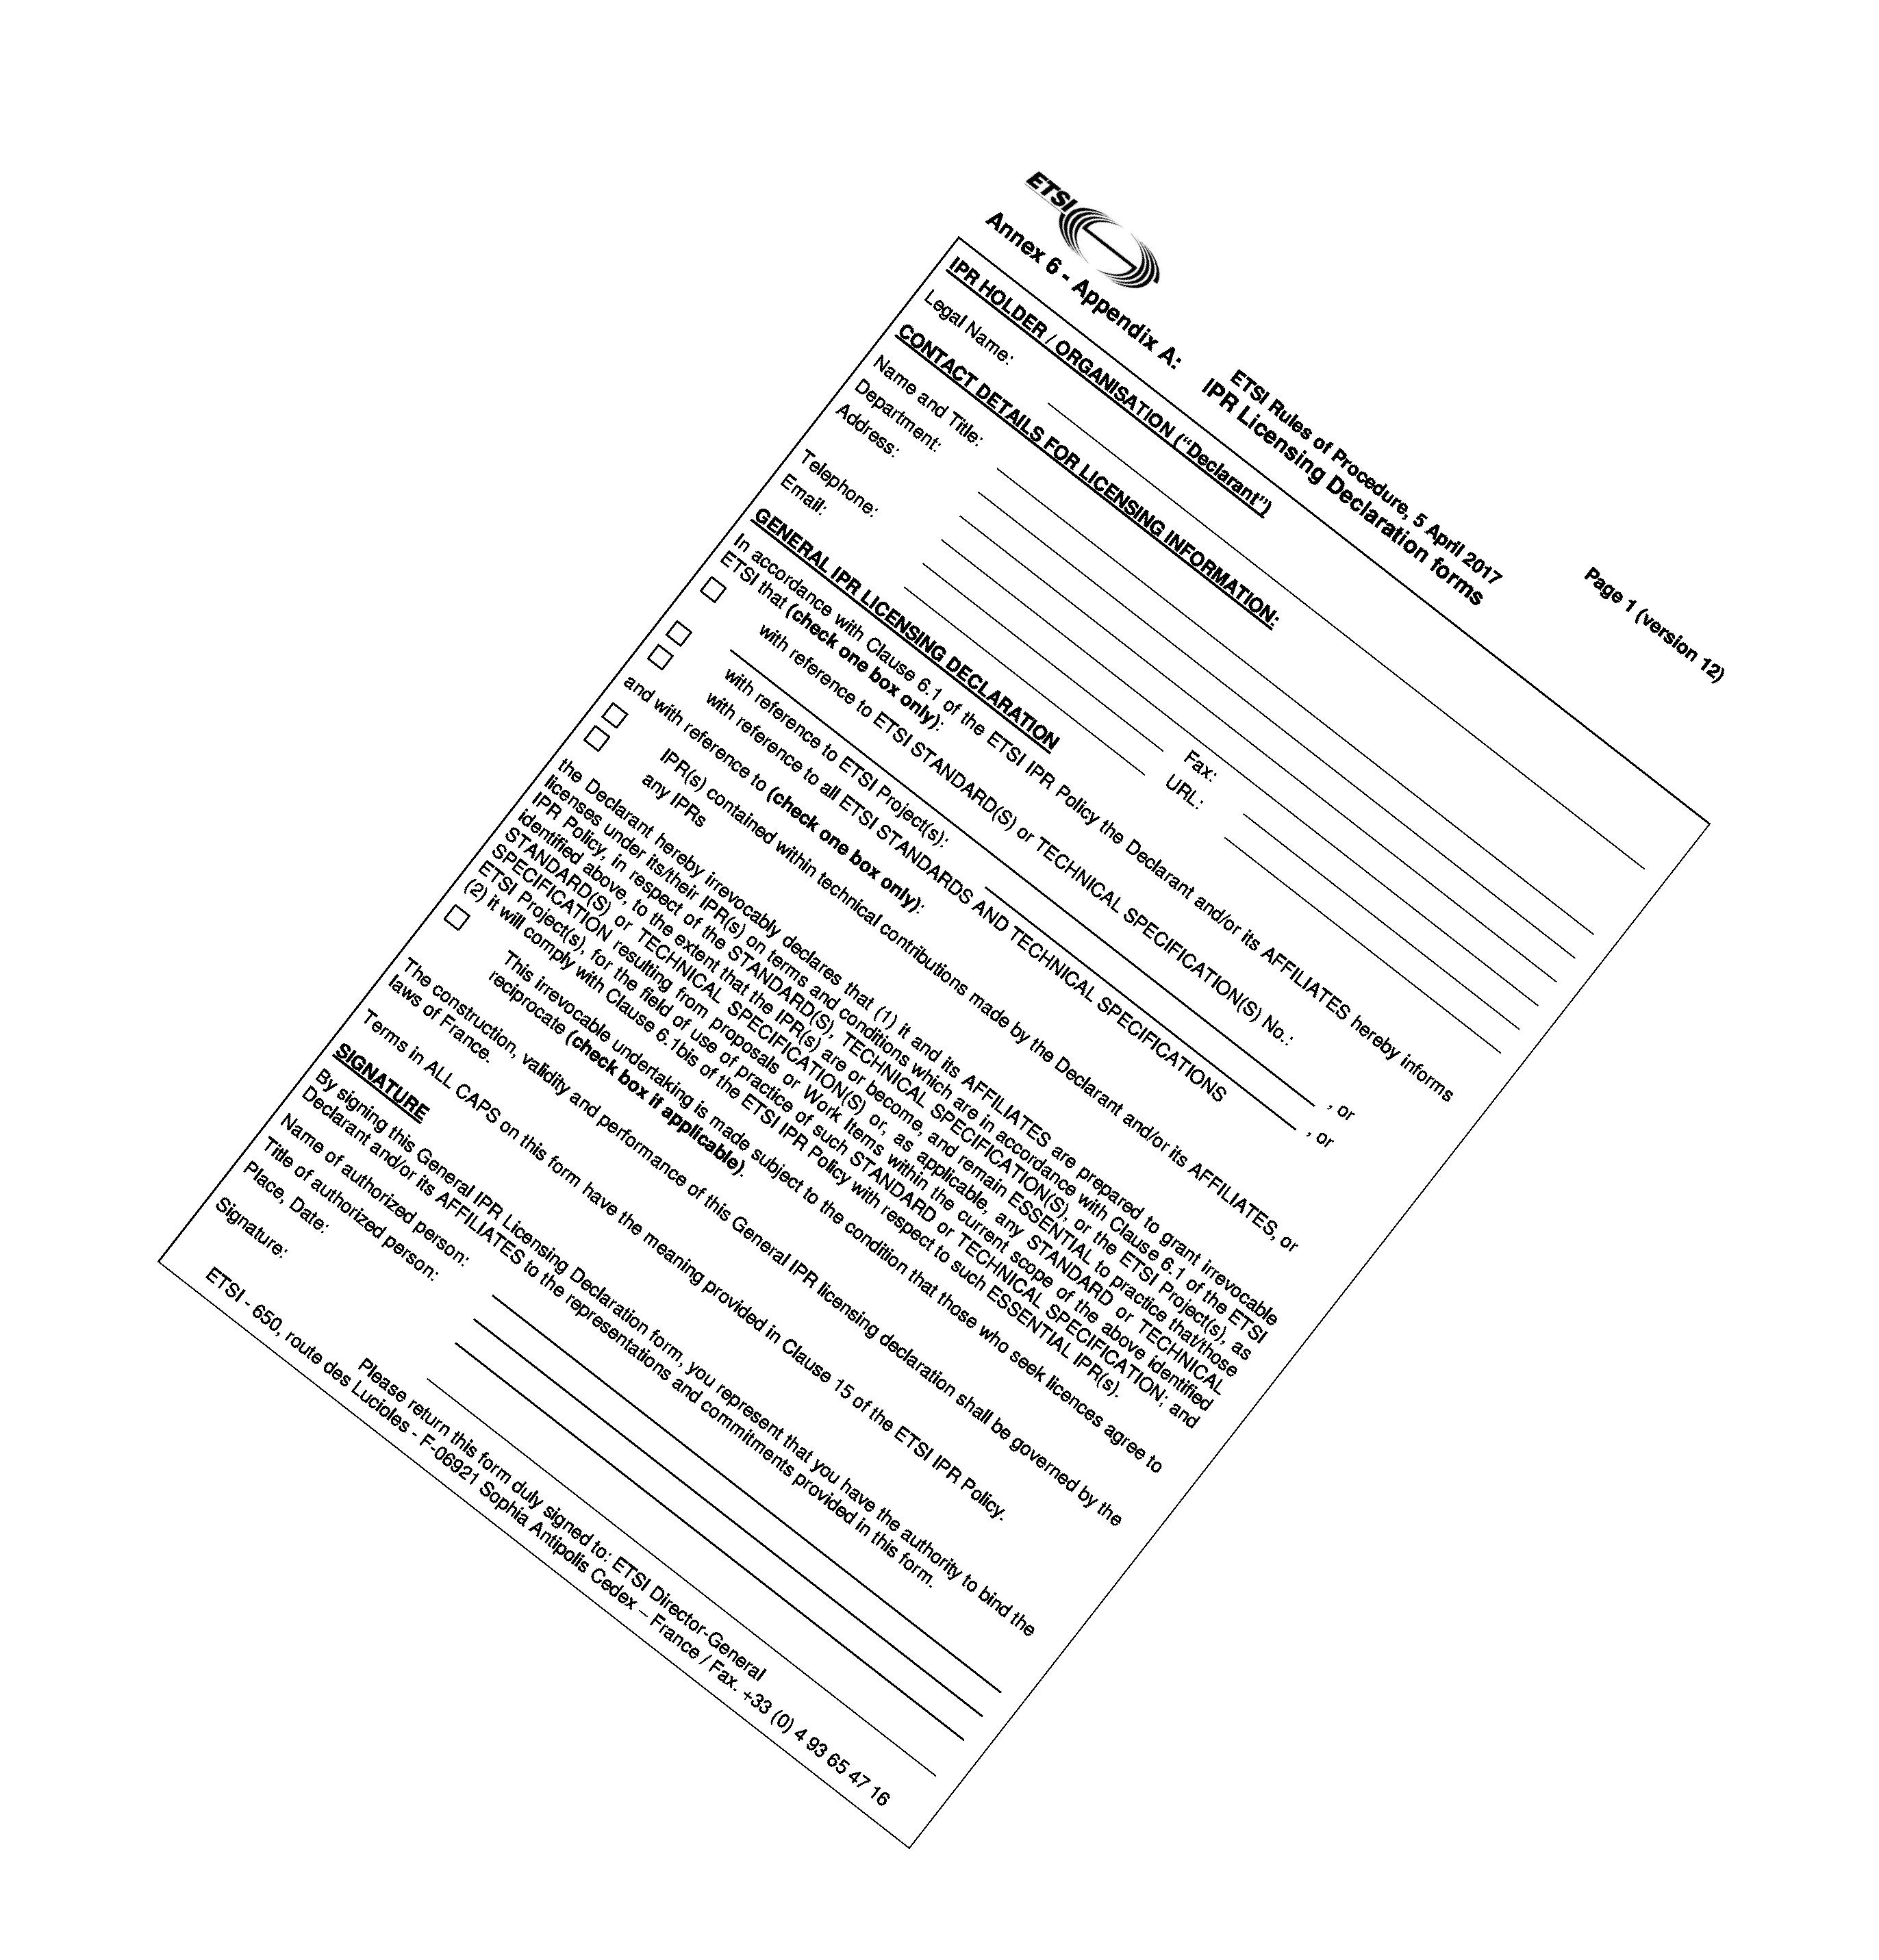 ETSI
ETSI Rules of Procedure, 5 April 2017
Page 1 (version 12)
Annex 6 - Appendix A: IPR Licensing Declaration forms
IPR HOLDER / ORGANISATION (“Declarant”)
Legal Name:
CONTACT DETAILS FOR LICENSING INFORMATION:
Name and Title:
Department:
Address:
Telephone: Fax:
Email: URL:
GENERAL IPR LICENSING DECLARATION
In accordance with Clause 6.1 of the ETSI IPR Policy the Declarant and/or its AFFILIATES hereby informs
ETSI that (check one box only):
with reference to ETSI STANDARD(S) or TECHNICAL SPECIFICATION(S) No.:
, or
with reference to ETSI Project(s): , or
with reference to all ETSI STANDARDS AND TECHNICAL SPECIFICATIONS
and with reference to (check one box only):
IPR(s) contained within technical contributions made by the Declarant and/or its AFFILIATES, or
any IPRs
the Declarant hereby irrevocably declares that (1) it and its AFFILIATES are prepared to grant irrevocable
licenses under its/their IPR(s) on terms and conditions which are in accordance with Clause 6.1 of the ETSI
IPR Policy, in respect of the STANDARD(S), TECHNICAL SPECIFICATION(S), or the ETSI Project(s), as
identified above, to the extent that the IPR(s) are or become, and remain ESSENTIAL to practice that/those
STANDARD(S) or TECHNICAL SPECIFICATION(S) or, as applicable, any STANDARD or TECHNICAL
SPECIFICATION resulting from proposals or Work Items within the current scope of the above identified
ETSI Project(s), for the field of use of practice of such STANDARD or TECHNICAL SPECIFICATION; and
(2) it will comply with Clause 6.1bis of the ETSI IPR Policy with respect to such ESSENTIAL IPR(s).
This irrevocable undertaking is made subject to the condition that those who seek licences agree to
reciprocate (check box if applicable).
The construction, validity and performance of this General IPR licensing declaration shall be governed by the
laws of France.
Terms in ALL CAPS on this form have the meaning provided in Clause 15 of the ETSI IPR Policy.
SIGNATURE
By signing this General IPR Licensing Declaration form, you represent that you have the authority to bind the
Declarant and/or its AFFILIATES to the representations and commitments provided in this form.
Name of authorized person:
Title of authorized person:
Place, Date:
Signature:
Please return this form duly signed to: ETSI Director-General
ETSI - 650, route des Lucioles - F-06921 Sophia Antipolis Cedex – France / Fax. +33 (0) 4 93 65 47 16